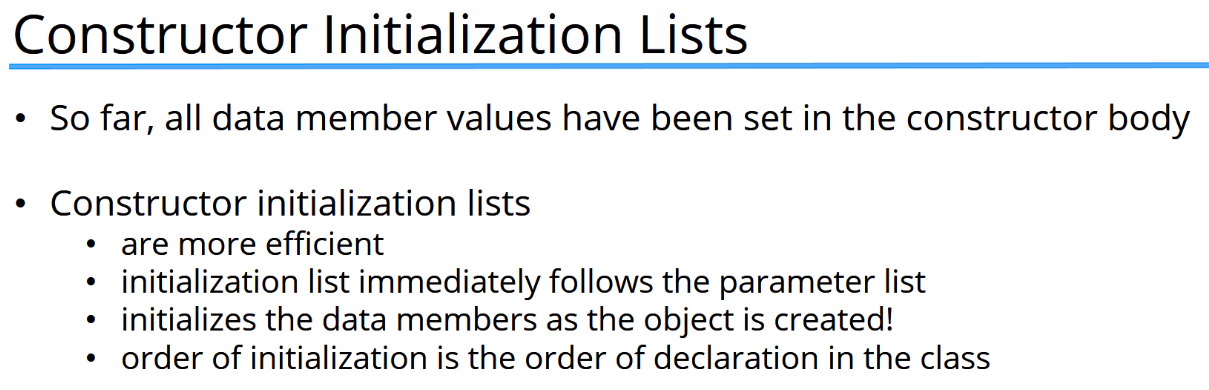 Constructor Initialization Lists
• So far, all data member values have been set in the constructor body
• Constructor initialization lists
• are more efficient
• initialization list immediately follows the parameter list
• initializes the data members as the object is created!
• order of initialization is the order of declaration in the class